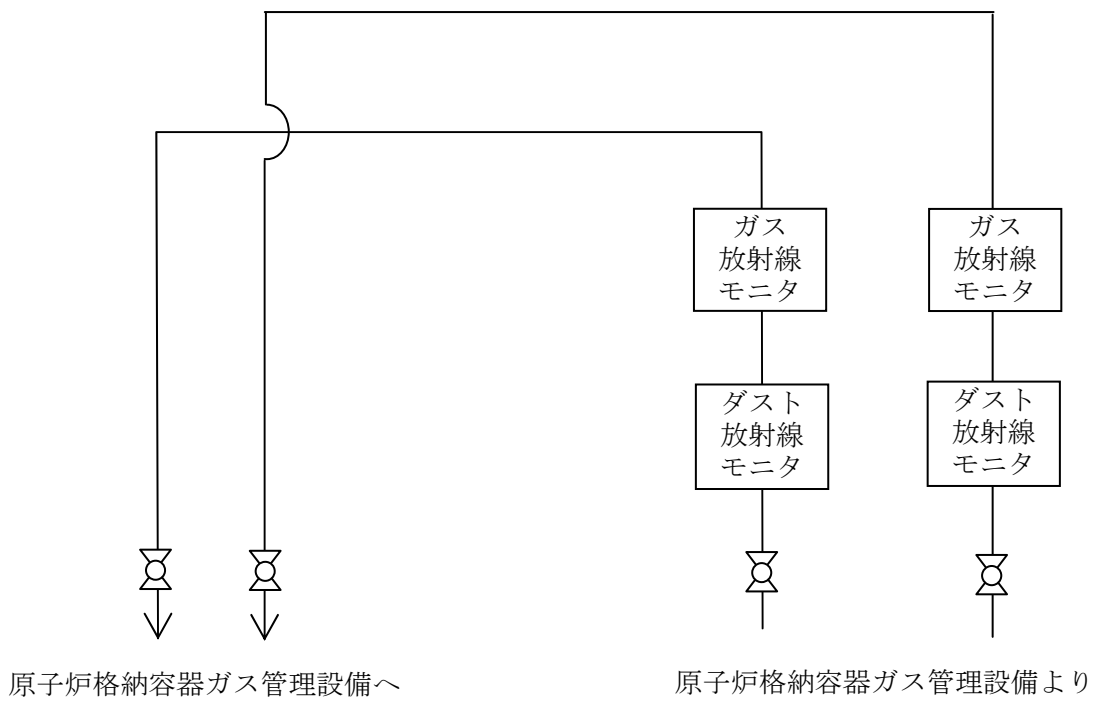 ガス
放射線
モニタ
ガス
放射線
モニタ
ダスト
放射線
モニタ
ダスト
放射線
モニタ
原子炉格納容器ガス管理設備へ
原子炉格納容器ガス管理設備より